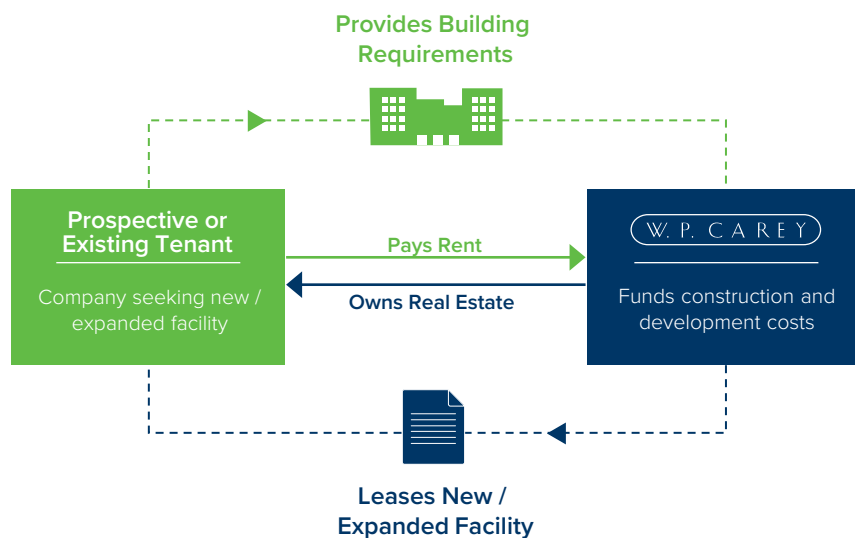 Provides Building
Requirements
Prospective or
Existing Tenant
Company seeking new /
expanded facility
Pays Rent
Owns Real Estate
W. P. CAREY
Funds construction and
development costs
Leases New /
Expanded Facility